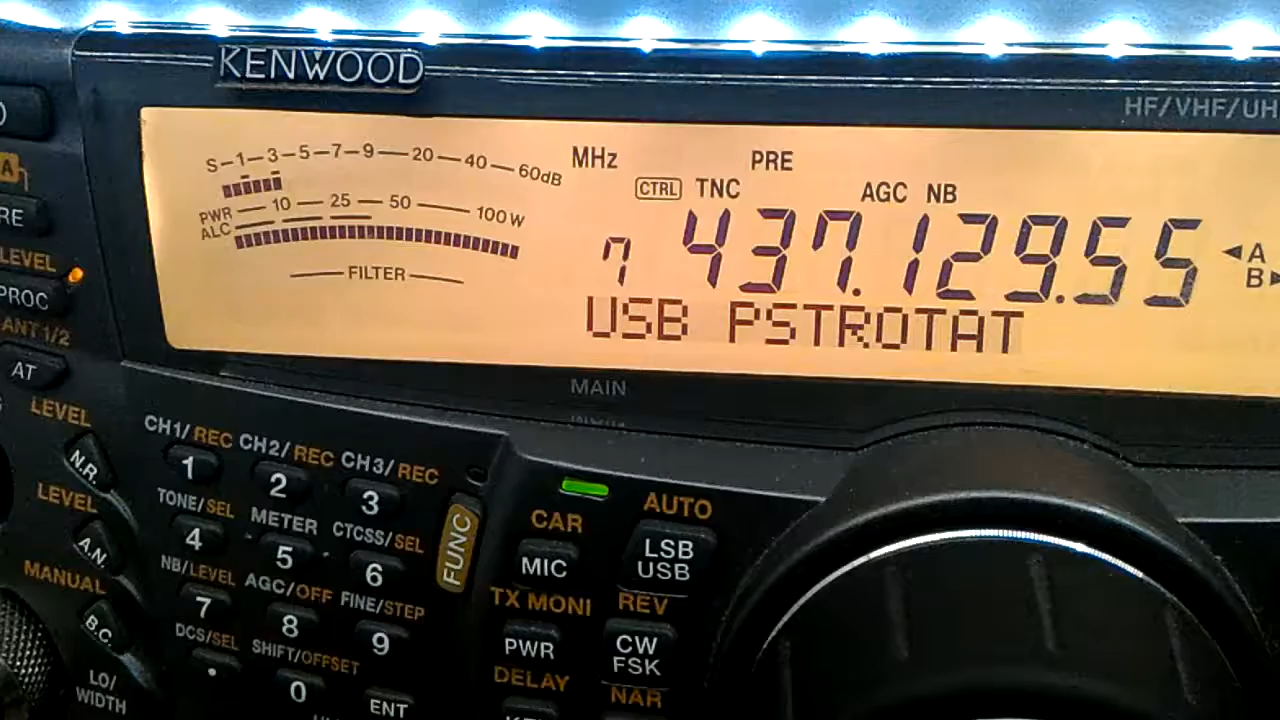 KENWOOD
HF/VHF/UH
S 1 3 5 7 9 20 40 60dB
PWR 10 25 50 100 W
ALC
FILTER
MHz PRE
CTRL TNC AGC NB
7 437.129.55
◄A
B►
USB PSTROTAT
MAIN
A
RE
LEVEL
PROC
ANT 1/2
AT
LEVEL
N.R.
LEVEL
A.N.
MANUAL
B.C.
LO/
WIDTH
CH1/REC CH2/REC CH3/REC
1 2 3
TONE/SEL METER CTCSS/SEL
4 5 6
NB/LEVEL AGC/OFF FINE/STEP
7 8 9
DCS/SEL SHIFT/OFFSET
. 0 ENT
FUNC
CAR AUTO
MIC LSB
USB
TX MONI REV
PWR CW
FSK
DELAY NAR